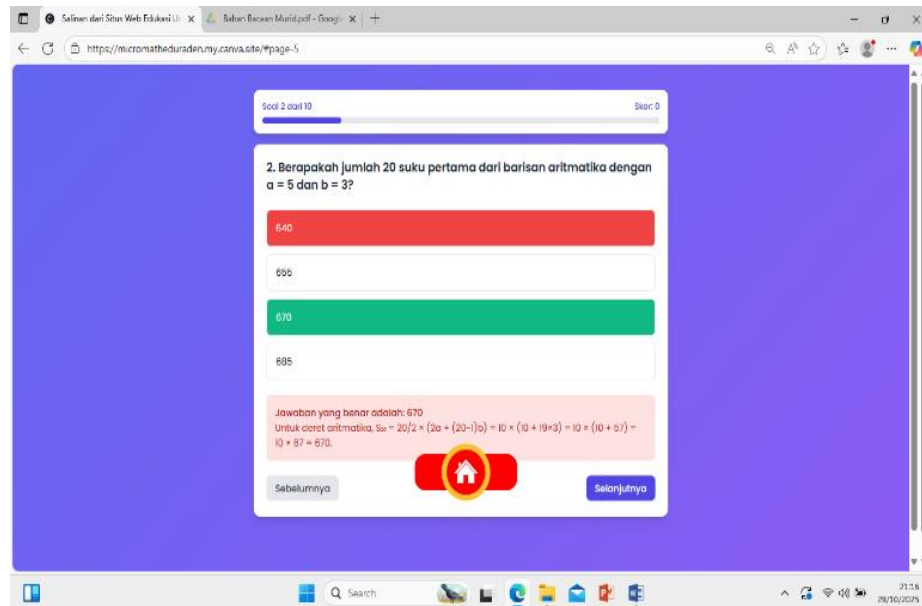 Salinan dari Situs Web Edukasi Un
Bahan Bacaan Murid.pdf - Google
https://micromatheduraden.my.canva.site/#page-5
Soal 2 dari 10
Skor: 0
2. Berapakah jumlah 20 suku pertama dari barisan aritmatika dengan
a = 5 dan b = 3?
640
655
670
685
Jawaban yang benar adalah: 670
Untuk deret aritmatika, S₂₀ = 20/2 × (2a + (20-1)b) = 10 × (10 + 19×3) = 10 × (10 + 57) =
10 × 67 = 670.
Sebelumnya
Selanjutnya
Search
21:16
29/10/2025